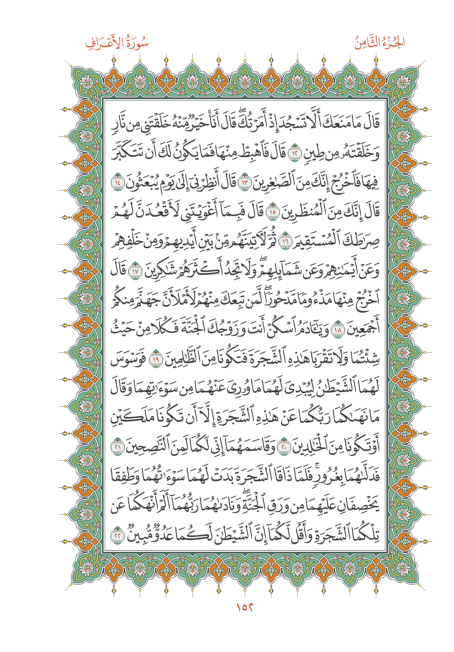 الجُزْءُ الثَّامِنُ
سُورَةُ الأَعْرَافِ
قَالَ مَا مَنَعَكَ أَلَّا تَسْجُدَ إِذْ أَمَرْتُكَۖ قَالَ أَنَا۠ خَيْرٌ مِّنْهُ خَلَقْتَنِي مِن نَّارٍ
وَخَلَقْتَهُۥ مِن طِينٍ ١٢ قَالَ فَٱهْبِطْ مِنْهَا فَمَا يَكُونُ لَكَ أَن تَتَكَبَّرَ
فِيهَا فَٱخْرُجْ إِنَّكَ مِنَ ٱلصَّٰغِرِينَ ١٣ قَالَ أَنظِرْنِيٓ إِلَىٰ يَوْمِ يُبْعَثُونَ ١٤
قَالَ إِنَّكَ مِنَ ٱلْمُنظَرِينَ ١٥ قَالَ فَبِمَآ أَغْوَيْتَنِي لَأَقْعُدَنَّ لَهُمْ
صِرَٰطَكَ ٱلْمُسْتَقِيمَ ١٦ ثُمَّ لَأٓتِيَنَّهُم مِّنۢ بَيْنِ أَيْدِيهِمْ وَمِنْ خَلْفِهِمْ
وَعَنْ أَيْمَٰنِهِمْ وَعَن شَمَآئِلِهِمْۖ وَلَا تَجِدُ أَكْثَرَهُمْ شَٰكِرِينَ ١٧ قَالَ
ٱخْرُجْ مِنْهَا مَذْءُومًا مَّدْحُورًاۖ لَّمَن تَبِعَكَ مِنْهُمْ لَأَمْلَأَنَّ جَهَنَّمَ مِنكُمْ
أَجْمَعِينَ ١٨ وَيَٰٓـَٔادَمُ ٱسْكُنْ أَنتَ وَزَوْجُكَ ٱلْجَنَّةَ فَكُلَا مِنْ حَيْثُ
شِئْتُمَا وَلَا تَقْرَبَا هَٰذِهِ ٱلشَّجَرَةَ فَتَكُونَا مِنَ ٱلظَّٰلِمِينَ ١٩ فَوَسْوَسَ
لَهُمَا ٱلشَّيْطَٰنُ لِيُبْدِيَ لَهُمَا مَا وُۥرِيَ عَنْهُمَا مِن سَوْءَٰتِهِمَا وَقَالَ
مَا نَهَىٰكُمَا رَبُّكُمَا عَنْ هَٰذِهِ ٱلشَّجَرَةِ إِلَّآ أَن تَكُونَا مَلَكَيْنِ
أَوْ تَكُونَا مِنَ ٱلْخَٰلِدِينَ ٢٠ وَقَاسَمَهُمَآ إِنِّي لَكُمَا لَمِنَ ٱلنَّٰصِحِينَ ٢١
فَدَلَّىٰهُمَا بِغُرُورٍۚ فَلَمَّا ذَاقَا ٱلشَّجَرَةَ بَدَتْ لَهُمَا سَوْءَٰتُهُمَا وَطَفِقَا
يَخْصِفَانِ عَلَيْهِمَا مِن وَرَقِ ٱلْجَنَّةِۖ وَنَادَىٰهُمَا رَبُّهُمَآ أَلَمْ أَنْهَكُمَا عَن
تِلْكُمَا ٱلشَّجَرَةِ وَأَقُل لَّكُمَآ إِنَّ ٱلشَّيْطَٰنَ لَكُمَا عَدُوٌّ مُّبِينٌ ٢٢
١٥٢